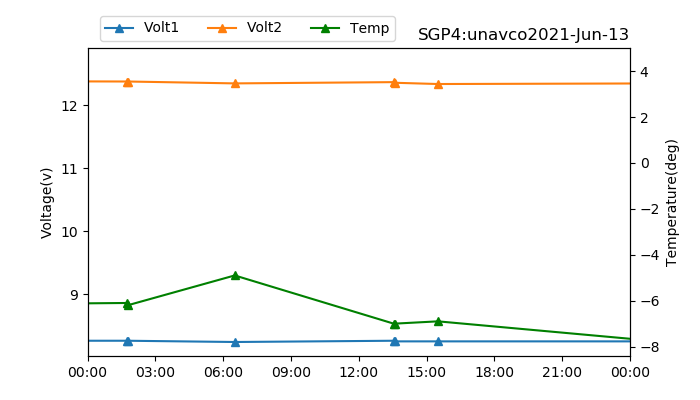 Volt1 Volt2 Temp
SGP4:unavco2021-Jun-13
Voltage(v)
12
11
10
9
4
2
0
−2
−4
−6
−8
Temperature(deg)
00:00 03:00 06:00 09:00 12:00 15:00 18:00 21:00 00:00